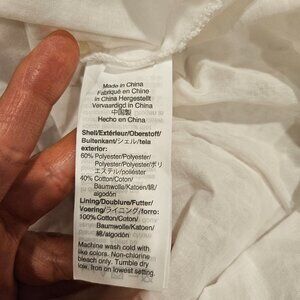 Made in China
Fabriqué en Chine
In China Hergestellt
Vervaardigd in China
中国製
Hecho en China
Shell/Extérieur/Oberstoff/
Buitenkant/シェル/tela
exterior:
60% Polyester/Polyester/
Polyester/Polyester/ポリ
エステル/poliéster
40% Cotton/Coton/
Baumwolle/Katoen/綿/
algodón
Lining/Doublure/Futter/
Voering/ライニング/forro:
100% Cotton/Coton/
Baumwolle/Katoen/
綿/algodón
Machine wash cold with
like colors. Non-chlorine
bleach only. Tumble dry
low. Iron on lowest setting.